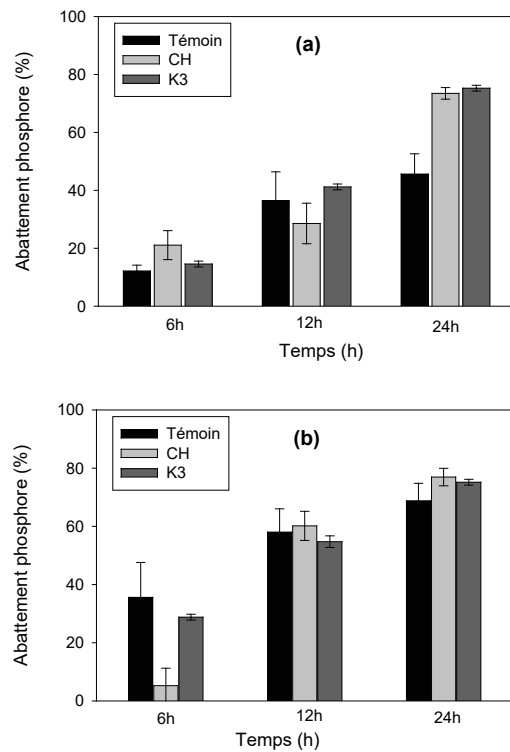 100
(a)
Témoin
CH
K3
80
60
40
20
0
Abattement phosphore (%)
6h
12h
24h
Temps (h)
100
(b)
Témoin
CH
K3
80
60
40
20
0
Abattement phosphore (%)
6h
12h
24h
Temps (h)